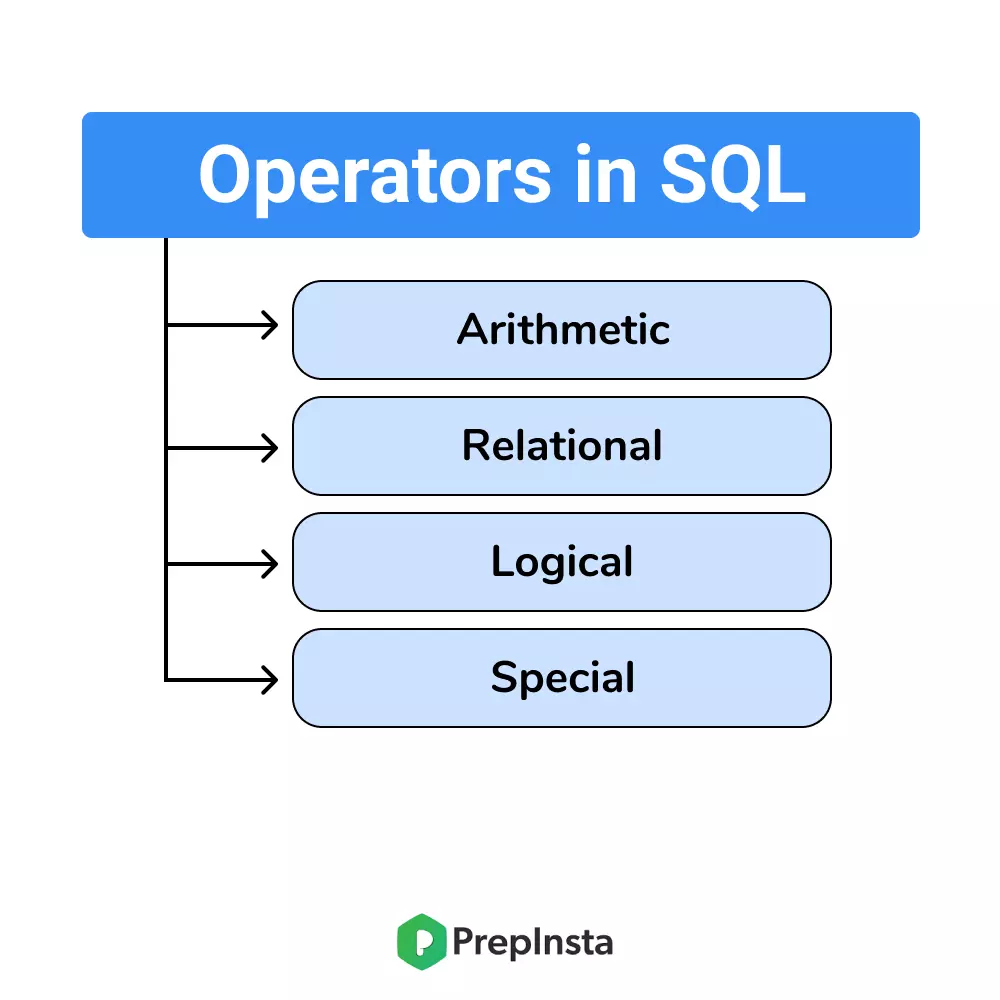 Operators in SQL
Arithmetic
Relational
Logical
Special
PrepInsta